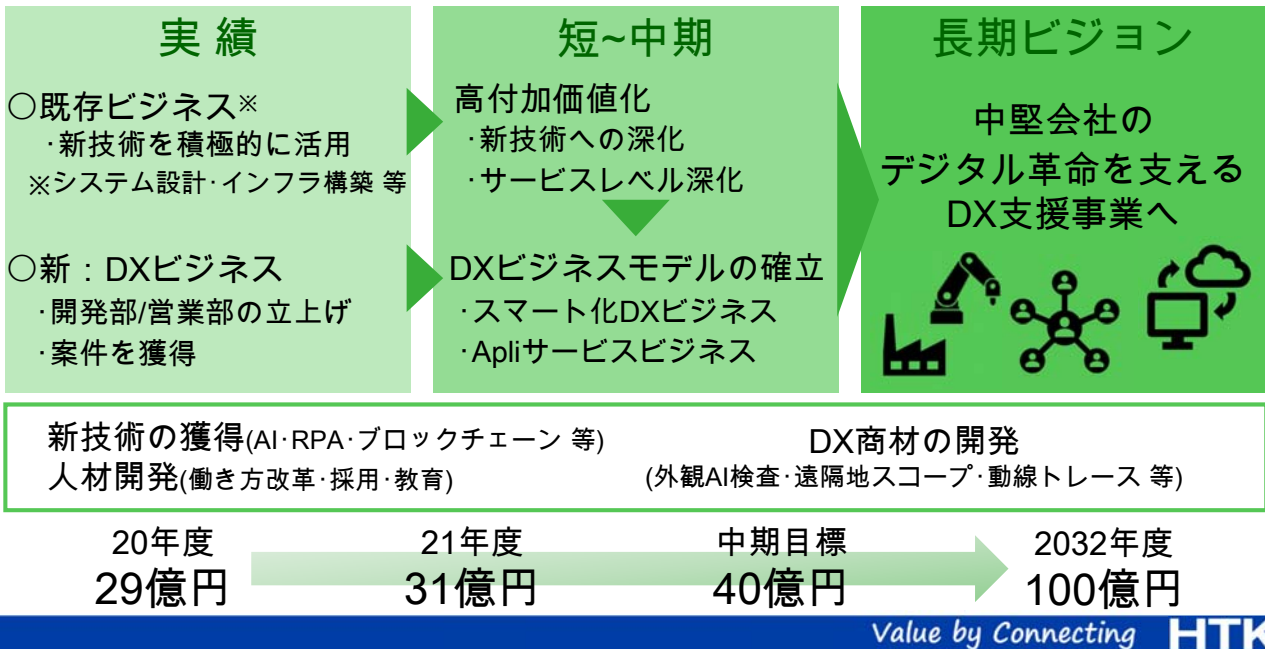 実 績
○既存ビジネス※
･新技術を積極的に活用
※システム設計･インフラ構築 等
○新：DXビジネス
･開発部/営業部の立上げ
･案件を獲得
短~中期
高付加価値化
･新技術への深化
･サービスレベル深化
DXビジネスモデルの確立
･スマート化DXビジネス
･Apliサービスビジネス
長期ビジョン
中堅会社の
デジタル革命を支える
DX支援事業へ
新技術の獲得(AI･RPA･ブロックチェーン 等)
人材開発(働き方改革･採用･教育)
DX商材の開発
(外観AI検査･遠隔地スコープ･動線トレース 等)
20年度
29億円
21年度
31億円
中期目標
40億円
2032年度
100億円
Value by Connecting HTK